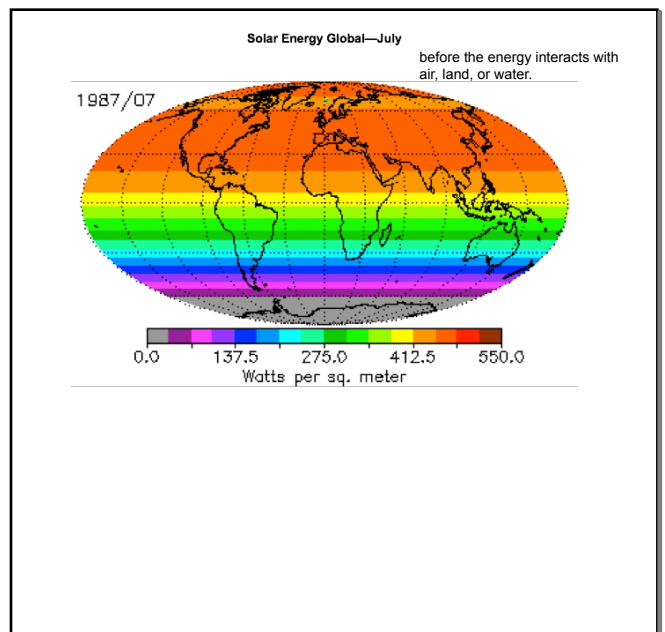 Solar Energy Global—July
before the energy interacts with
air, land, or water.
1987/07
0.0 137.5 275.0 412.5 550.0
Watts per sq. meter